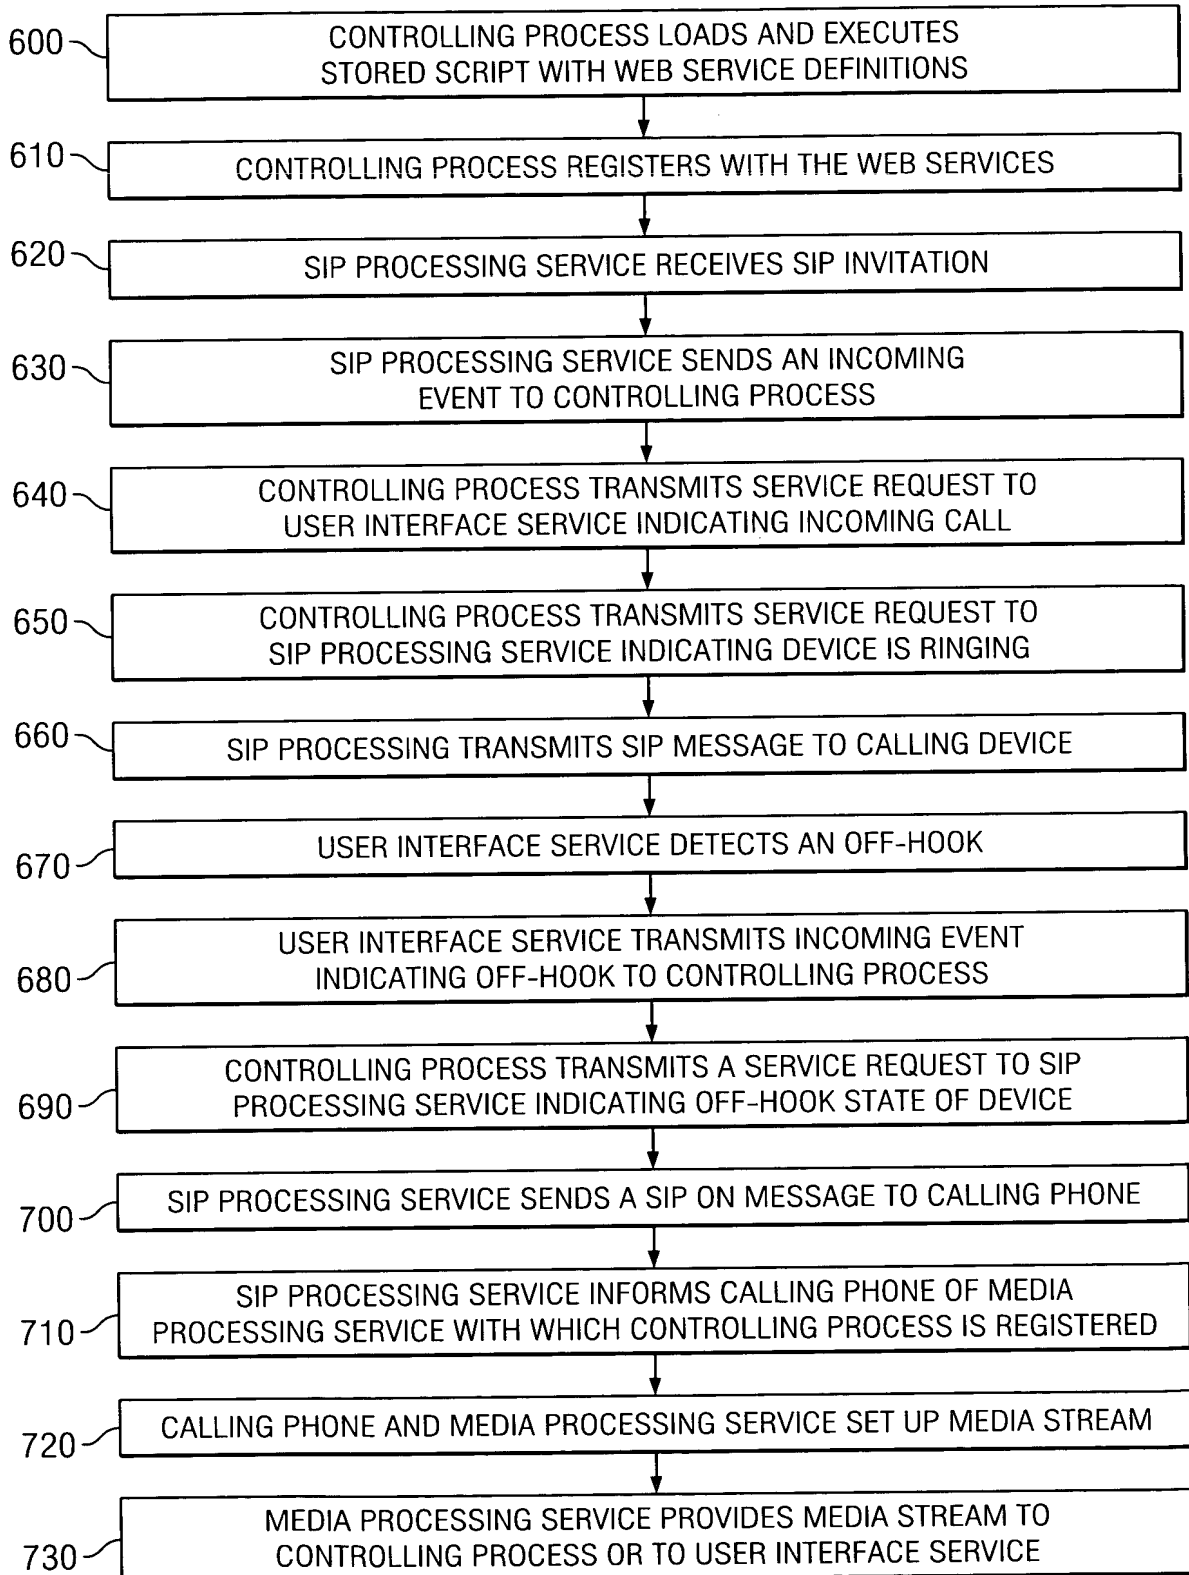 600
CONTROLLING PROCESS LOADS AND EXECUTES
STORED SCRIPT WITH WEB SERVICE DEFINITIONS
610
CONTROLLING PROCESS REGISTERS WITH THE WEB SERVICES
620
SIP PROCESSING SERVICE RECEIVES SIP INVITATION
630
SIP PROCESSING SERVICE SENDS AN INCOMING
EVENT TO CONTROLLING PROCESS
640
CONTROLLING PROCESS TRANSMITS SERVICE REQUEST TO
USER INTERFACE SERVICE INDICATING INCOMING CALL
650
CONTROLLING PROCESS TRANSMITS SERVICE REQUEST TO
SIP PROCESSING SERVICE INDICATING DEVICE IS RINGING
660
SIP PROCESSING TRANSMITS SIP MESSAGE TO CALLING DEVICE
670
USER INTERFACE SERVICE DETECTS AN OFF-HOOK
680
USER INTERFACE SERVICE TRANSMITS INCOMING EVENT
INDICATING OFF-HOOK TO CONTROLLING PROCESS
690
CONTROLLING PROCESS TRANSMITS A SERVICE REQUEST TO SIP
PROCESSING SERVICE INDICATING OFF-HOOK STATE OF DEVICE
700
SIP PROCESSING SERVICE SENDS A SIP ON MESSAGE TO CALLING PHONE
710
SIP PROCESSING SERVICE INFORMS CALLING PHONE OF MEDIA
PROCESSING SERVICE WITH WHICH CONTROLLING PROCESS IS REGISTERED
720
CALLING PHONE AND MEDIA PROCESSING SERVICE SET UP MEDIA STREAM
730
MEDIA PROCESSING SERVICE PROVIDES MEDIA STREAM TO
CONTROLLING PROCESS OR TO USER INTERFACE SERVICE